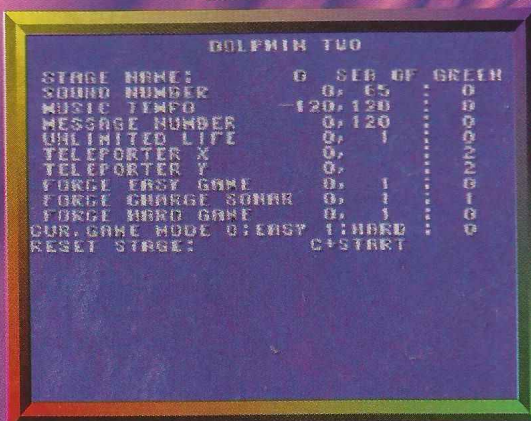 DOLPHIN TWO
STAGE NAME: 0 SEA OF GREEN
SOUND NUMBER 0, 65 : 0
MUSIC TEMPO -120,120 : 0
MESSAGE NUMBER 0,120 : 0
UNLIMITED LIFE 0, 1 : 0
TELEPORTER X 0, : 2
TELEPORTER Y 0, : 2
FORCE EASY GAME 0, 1 : 0
FORCE CHARGE SONAR 0, 1 : 1
FORCE HARD GAME 0, 1 : 0
CUR.GAME MODE 0:EASY 1:HARD : 0
RESET STAGE: C+START